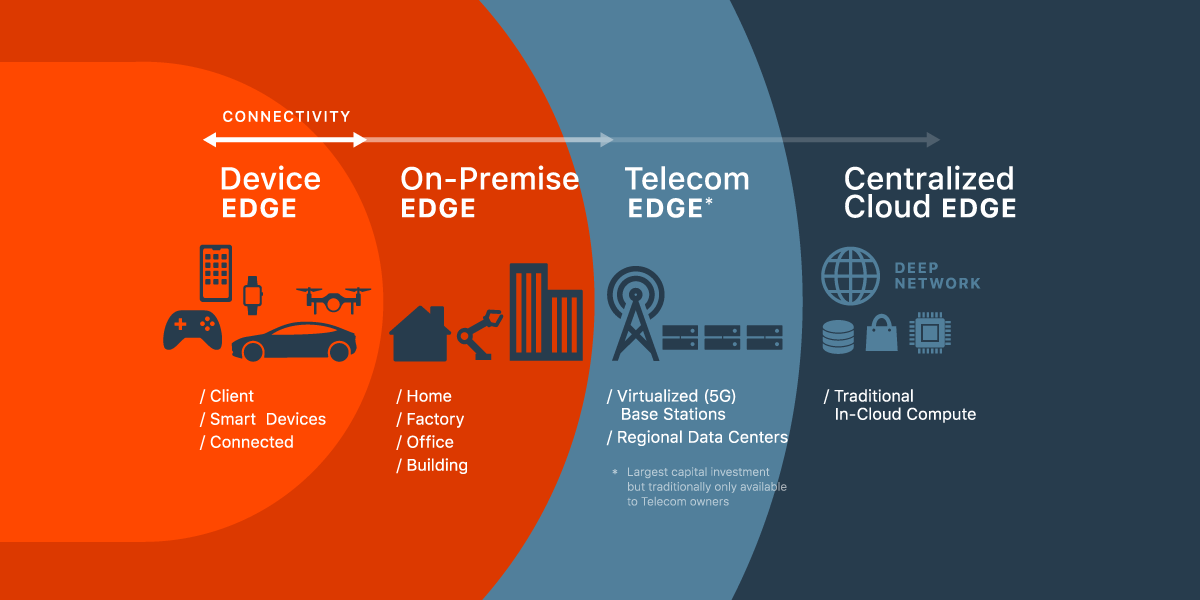 CONNECTIVITY
Device
EDGE
On-Premise
EDGE
Telecom
EDGE*
Centralized
Cloud EDGE
DEEP
NETWORK
/ Client
/ Smart Devices
/ Connected
/ Home
/ Factory
/ Office
/ Building
/ Virtualized (5G)
Base Stations
/ Regional Data Centers
* Largest capital investment
but traditionally only available
to Telecom owners
/ Traditional
In-Cloud Compute